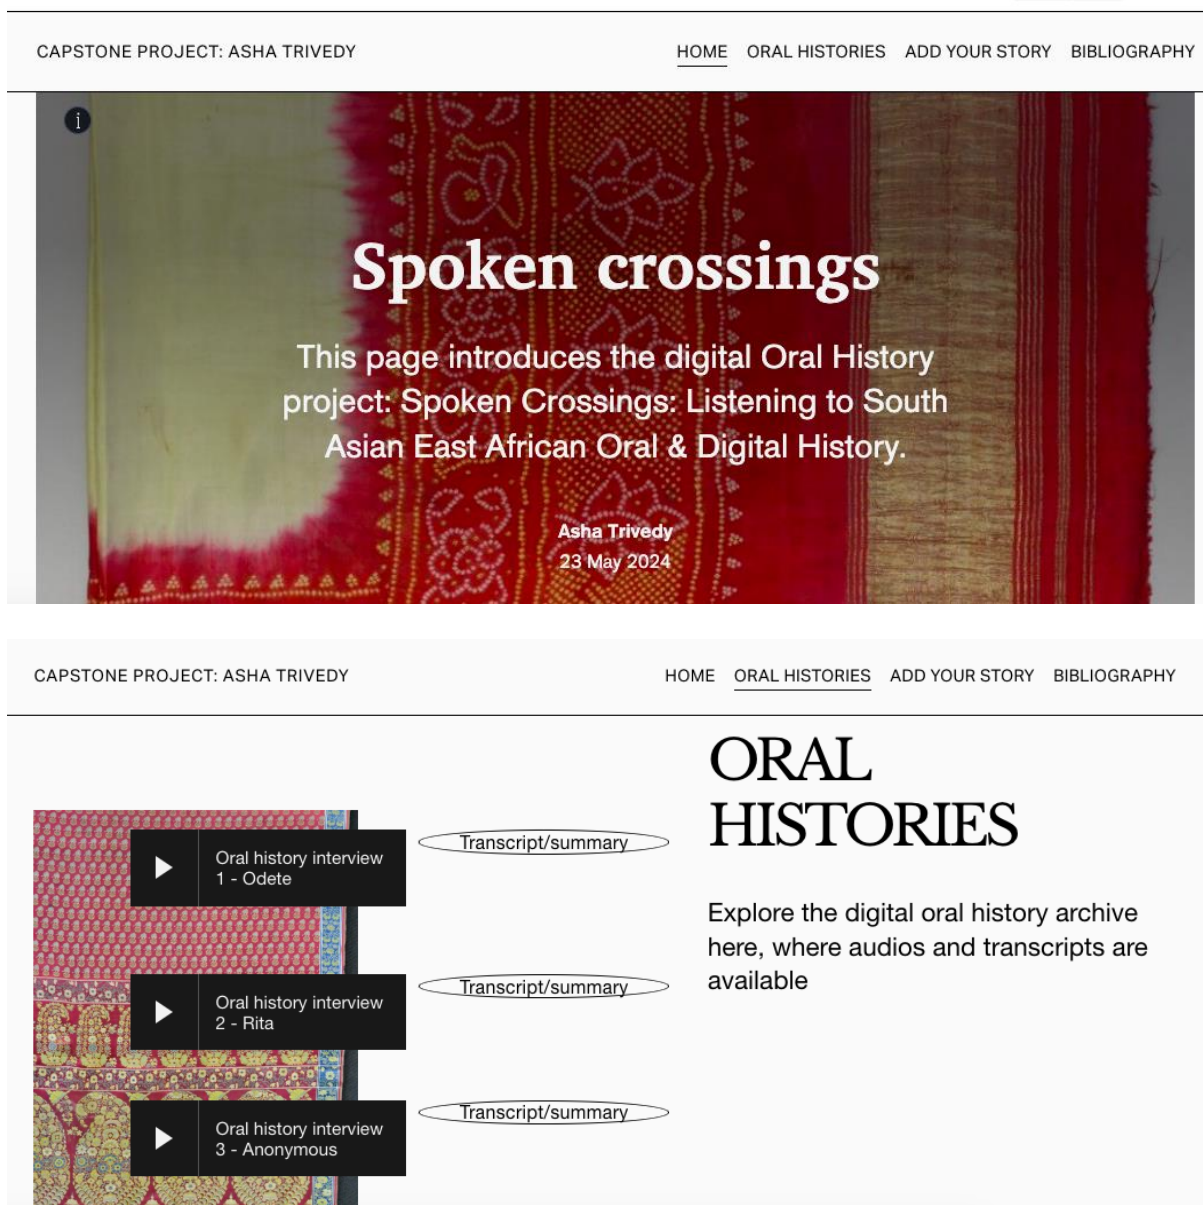 CAPSTONE PROJECT: ASHA TRIVEDY
HOME ORAL HISTORIES ADD YOUR STORY BIBLIOGRAPHY
i
Spoken crossings
This page introduces the digital Oral History
project: Spoken Crossings: Listening to South
Asian East African Oral & Digital History.
Asha Trivedy
23 May 2024
CAPSTONE PROJECT: ASHA TRIVEDY
HOME ORAL HISTORIES ADD YOUR STORY BIBLIOGRAPHY
Oral history interview
1 - Odete
Transcript/summary
Oral history interview
2 - Rita
Transcript/summary
Oral history interview
3 - Anonymous
Transcript/summary
ORAL
HISTORIES
Explore the digital oral history archive
here, where audios and transcripts are
available